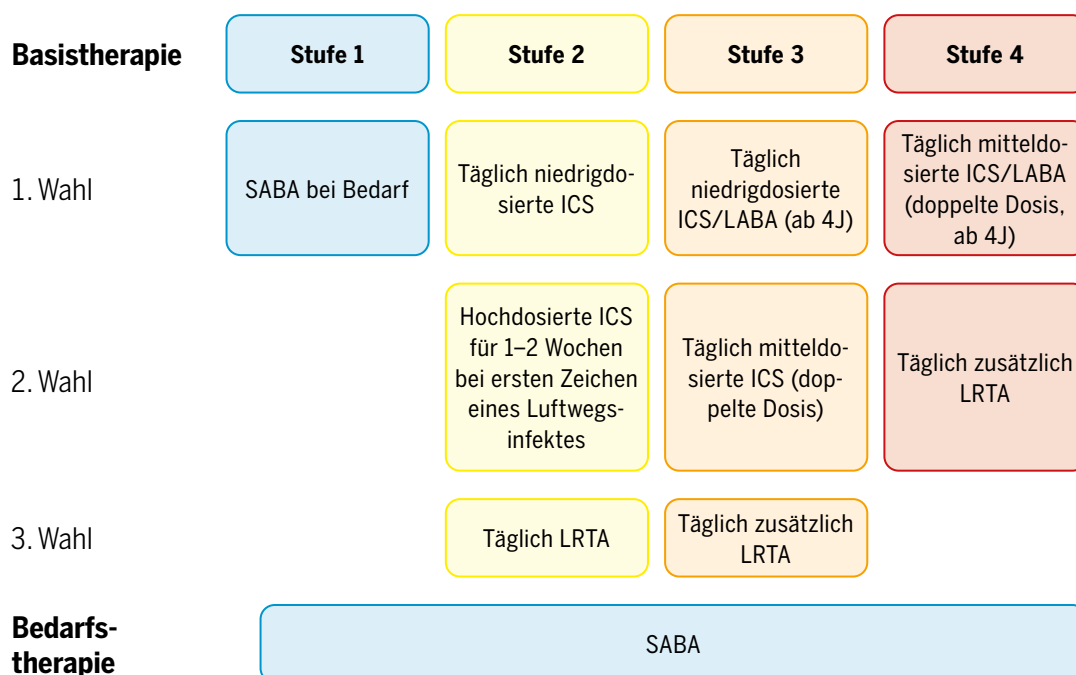 Basistherapie
Stufe 1
Stufe 2
Stufe 3
Stufe 4
1. Wahl
SABA bei Bedarf
Täglich niedrigdo-
sierte ICS
Täglich
niedrigdosierte
ICS/LABA (ab 4J)
Täglich mitteldo-
sierte ICS/LABA
(doppelte Dosis,
ab 4J)
2. Wahl
Hochdosierte ICS
für 1–2 Wochen
bei ersten Zeichen
eines Luftwegs-
infektes
Täglich mitteldo-
sierte ICS (dop-
pelte Dosis)
Täglich zusätzlich
LRTA
3. Wahl
Täglich LRTA
Täglich zusätzlich
LRTA
Bedarfs-
therapie
SABA